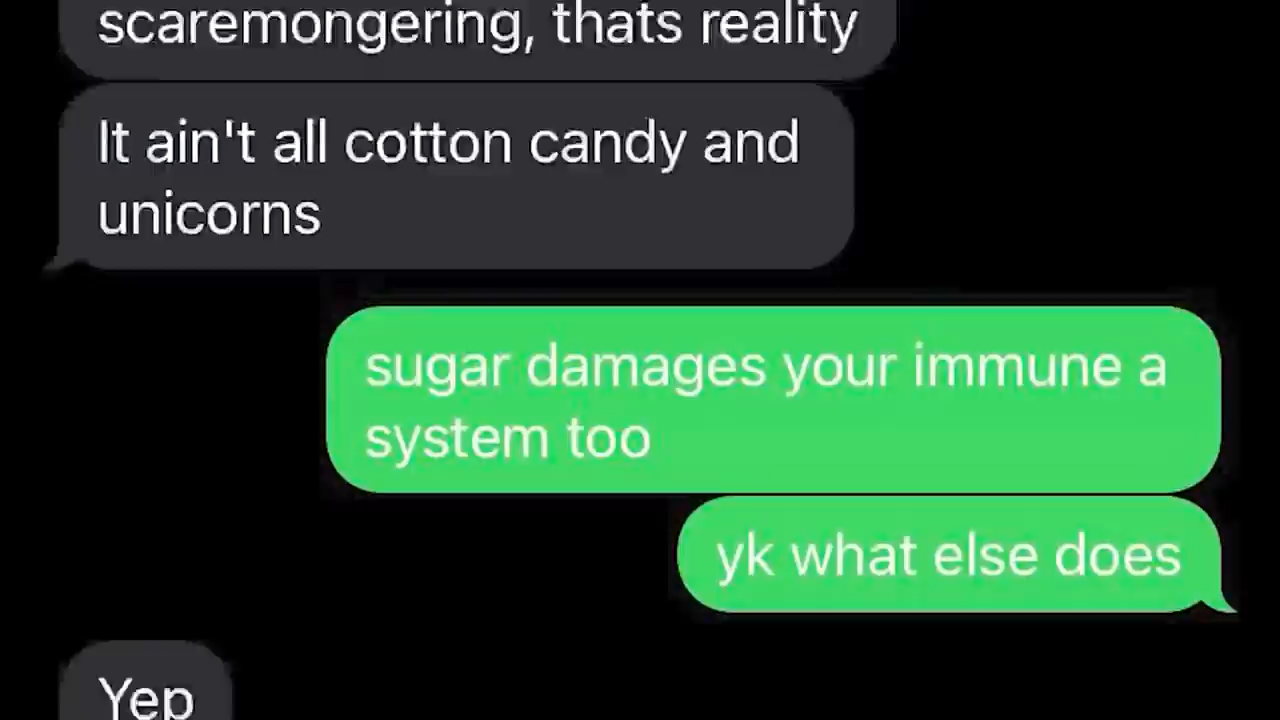 scaremongering, thats reality
It ain't all cotton candy and
unicorns
sugar damages your immune a
system too
yk what else does
Yep